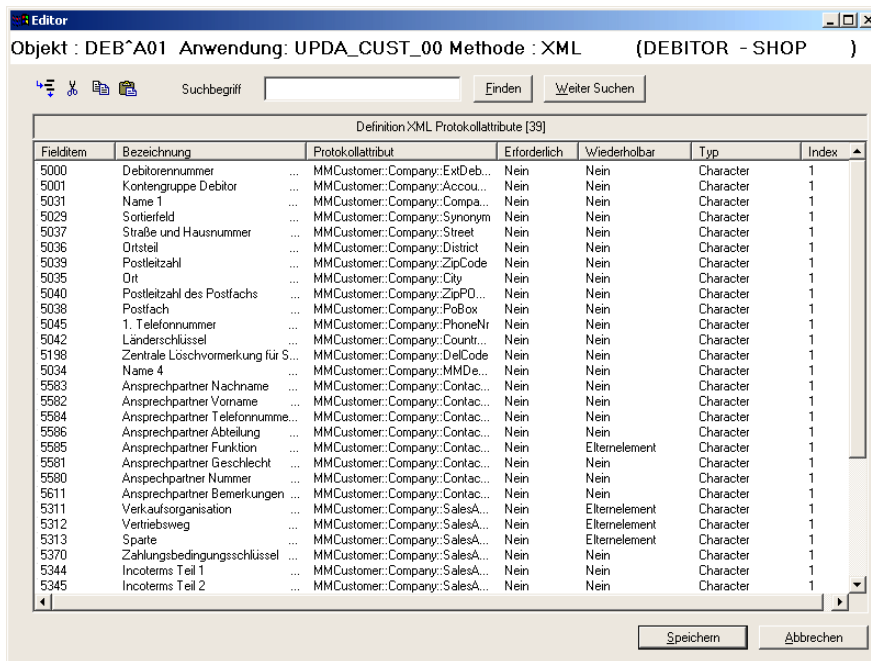 Editor
Objekt : DEB^A01 Anwendung: UPDA_CUST_00 Methode : XML (DEBITOR - SHOP )
Suchbegriff Finden Weiter Suchen
Definition XML Protokollattribute [39]
Fielditem Bezeichnung Protokollattribut Erforderlich Wiederholbar Typ Index
5000 Debitorennummer ... MMCustomer::Company::ExtDeb... Nein Nein Character 1
5001 Kontengruppe Debitor ... MMCustomer::Company::Accou... Nein Nein Character 1
5031 Name 1 ... MMCustomer::Company::Compa... Nein Nein Character 1
5029 Sortierfeld ... MMCustomer::Company::Synonym Nein Nein Character 1
5037 Straße und Hausnummer ... MMCustomer::Company::Street Nein Nein Character 1
5036 Ortsteil ... MMCustomer::Company::District Nein Nein Character 1
5039 Postleitzahl ... MMCustomer::Company::ZipCode Nein Nein Character 1
5035 Ort ... MMCustomer::Company::City Nein Nein Character 1
5040 Postleitzahl des Postfachs ... MMCustomer::Company::ZipPO... Nein Nein Character 1
5038 Postfach ... MMCustomer::Company::PoBox Nein Nein Character 1
5045 1. Telefonnummer ... MMCustomer::Company::PhoneNr Nein Nein Character 1
5042 Länderschlüssel ... MMCustomer::Company::Countr... Nein Nein Character 1
5198 Zentrale Löschvormerkung für S... MMCustomer::Company::DelCode Nein Nein Character 1
5034 Name 4 ... MMCustomer::Company::MMDe... Nein Nein Character 1
5583 Ansprechpartner Nachname ... MMCustomer::Company::Contac... Nein Nein Character 1
5582 Ansprechpartner Vorname ... MMCustomer::Company::Contac... Nein Nein Character 1
5584 Ansprechpartner Telefonnumme... MMCustomer::Company::Contac... Nein Nein Character 1
5586 Ansprechpartner Abteilung ... MMCustomer::Company::Contac... Nein Nein Character 1
5585 Ansprechpartner Funktion ... MMCustomer::Company::Contac... Nein Elternelement Character 1
5581 Ansprechpartner Geschlecht ... MMCustomer::Company::Contac... Nein Nein Character 1
5580 Anspechpartner Nummer ... MMCustomer::Company::Contac... Nein Nein Character 1
5611 Ansprechpartner Bemerkungen ... MMCustomer::Company::Contac... Nein Nein Character 1
5311 Verkaufsorganisation ... MMCustomer::Company::SalesA... Nein Elternelement Character 1
5312 Vertriebsweg ... MMCustomer::Company::SalesA... Nein Elternelement Character 1
5313 Sparte ... MMCustomer::Company::SalesA... Nein Elternelement Character 1
5370 Zahlungsbedingungsschlüssel ... MMCustomer::Company::SalesA... Nein Nein Character 1
5344 Incoterms Teil 1 ... MMCustomer::Company::SalesA... Nein Nein Character 1
5345 Incoterms Teil 2 ... MMCustomer::Company::SalesA... Nein Nein Character 1
Speichern Abbrechen